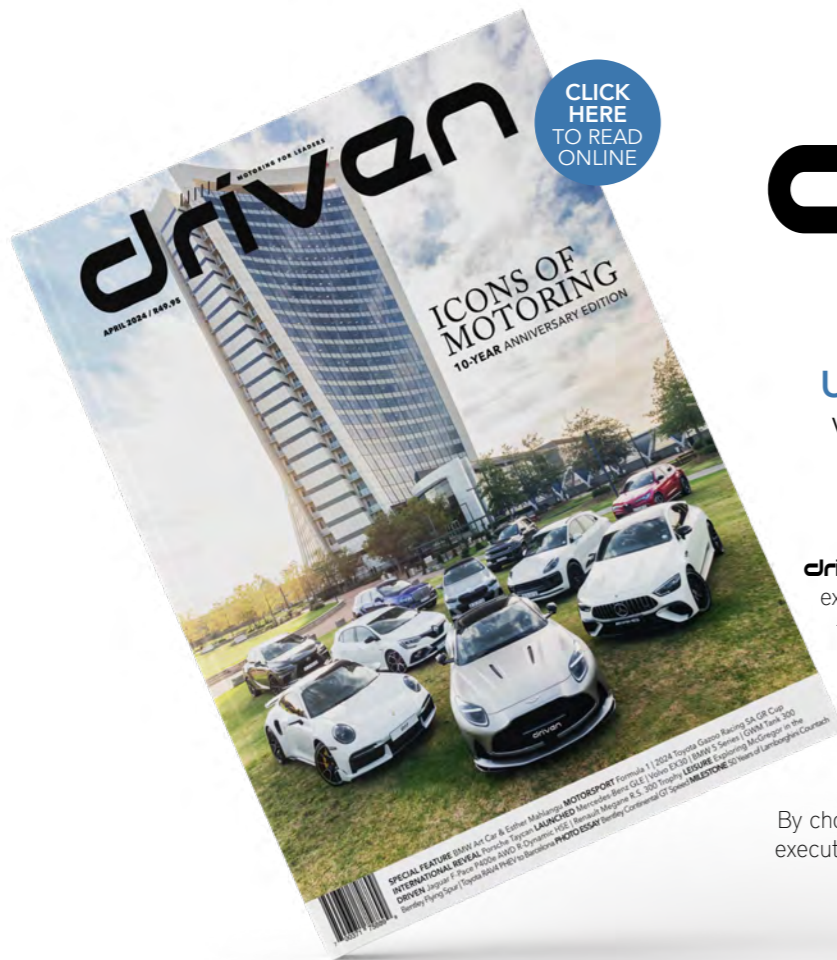 CLICK
HERE
TO READ
ONLINE
MOTORING FOR LEADERS
driven
APRIL 2024 / R49.95
ICONS OF
MOTORING
10-YEAR ANNIVERSARY EDITION
driven
SPECIAL FEATURE BMW Art Car & Esther Mahlangu MOTORSPORT Formula 1 | 2024 Toyota Gazoo Racing SA GR Cup
INTERNATIONAL REVEAL Porsche Taycan LAUNCHED Mercedes-Benz GLE | Volvo EX30 | BMW 5 Series | GWM Tank 300
DRIVEN Jaguar F-Pace P400e AWD R-Dynamic HSE | Renault Megane R.S. 300 Trophy LEISURE Exploring McGregor in the
Bentley Flying Spur | Toyota RAV4 PHEV to Barcelona PHOTO ESSAY Bentley Continental GT Speed MILESTONE 50 Years of Lamborghini Countach
U
dri
ex
By cho
execut